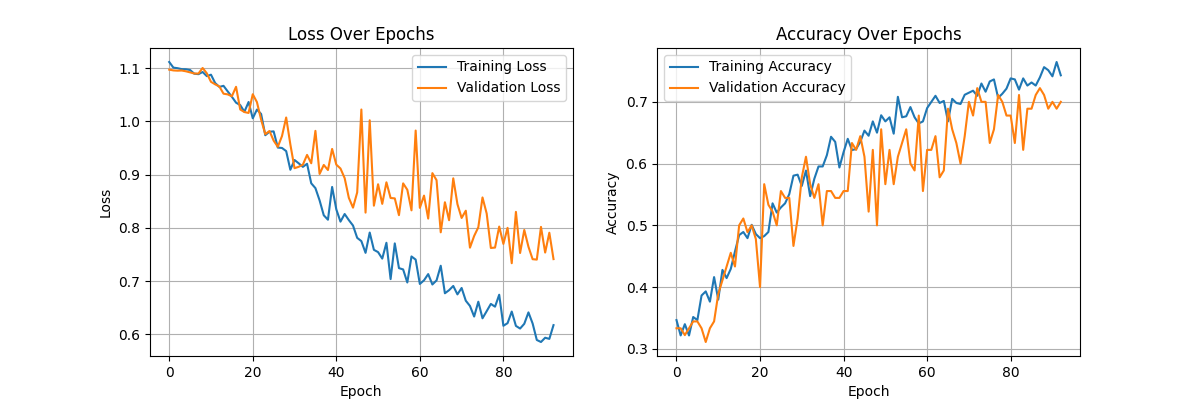 Loss Over Epochs
Training Loss
Validation Loss
1.1
1.0
0.9
0.8
0.7
0.6
Loss
0
20
40
60
80
Epoch
Accuracy Over Epochs
Training Accuracy
Validation Accuracy
0.7
0.6
0.5
0.4
0.3
Accuracy
0
20
40
60
80
Epoch